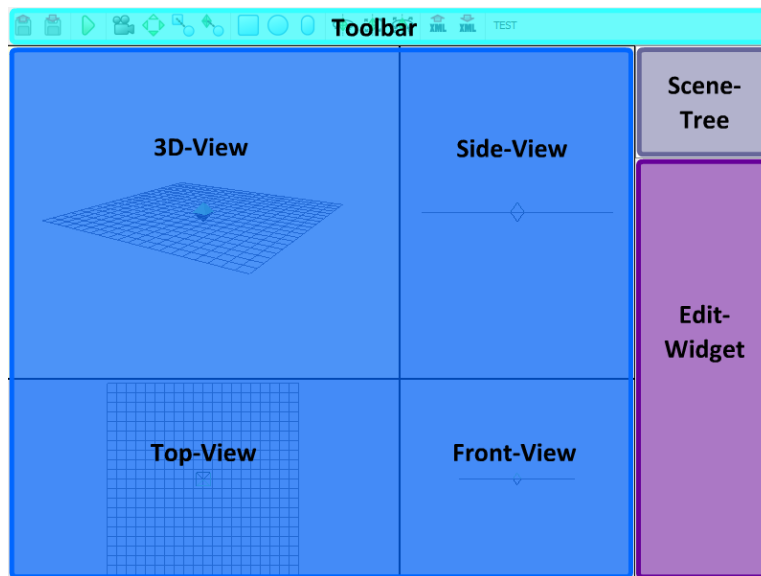 Toolbar
XML XML TEST
3D-View
Side-View
Scene-
Tree
Edit-
Widget
Top-View
Front-View